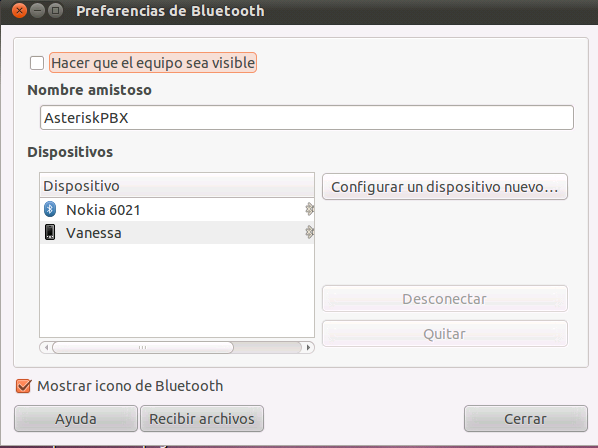 Preferencias de Bluetooth
Hacer que el equipo sea visible
Nombre amistoso
AsteriskPBX
Dispositivos
Dispositivo
Configurar un dispositivo nuevo...
Nokia 6021
Vanessa
Desconectar
Quitar
Mostrar icono de Bluetooth
Ayuda
Recibir archivos
Cerrar